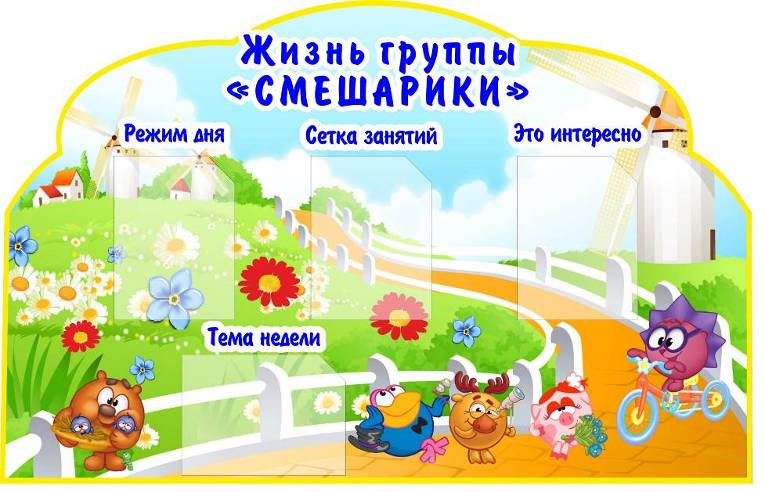 Жизнь группы
«СМЕШАРИКИ»
Режим дня
Сетка занятий
Это интересно
Тема недели